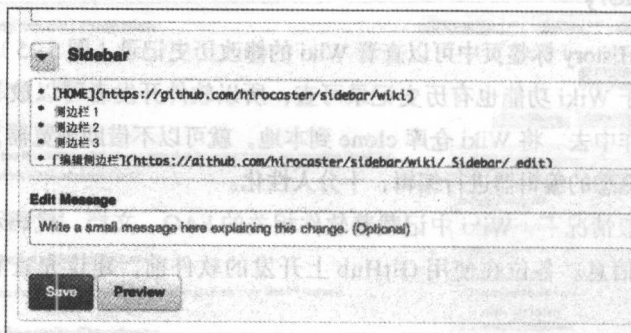 Sidebar
* [HOME](https://github.com/hirocaster/sidebar/wiki)
* 侧边栏 1
* 侧边栏 2
* 侧边栏 3
* [编辑侧边栏](https://github.com/hirocaster/sidebar/wiki/_Sidebar/_edit)
Edit Message
Write a small message here explaining this change. (Optional)
Save
Preview